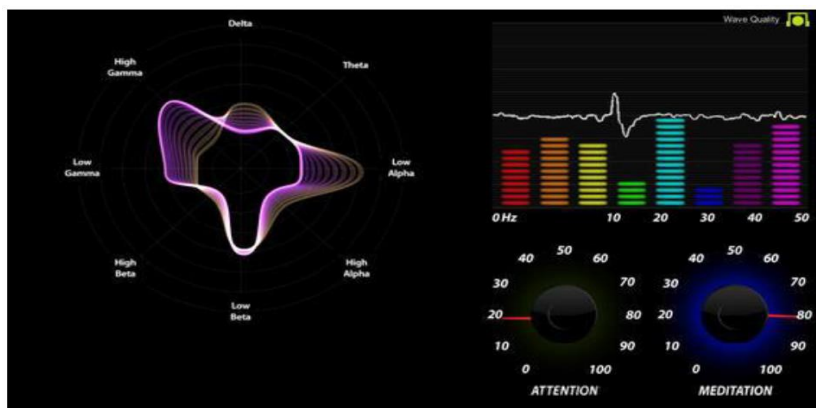 Delta
Theta
Low
Alpha
High
Alpha
Low
Beta
High
Beta
Low
Gamma
High
Gamma
Wave Quality
0 Hz 10 20 30 40 50
0 10 20 30 40 50 60 70 80 90 100
ATTENTION
0 10 20 30 40 50 60 70 80 90 100
MEDITATION